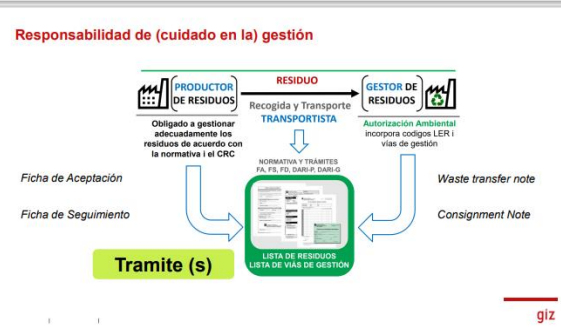 Responsabilidad de (cuidado en la) gestión
PRODUCTOR
DE RESIDUOS
RESIDUO
GESTOR DE
RESIDUOS
Recogida y Transporte
TRANSPORTISTA
Obligado a gestionar
adecuadamente los
residuos de acuerdo con
la normativa i el CRC
Autorización Ambiental
incorpora codigos LER i
vías de gestión
NORMATIVA Y TRÁMITES
FA, FS, FD, DARI-P, DARI-G
Ficha de Aceptación
Ficha de Seguimiento
Waste transfer note
Consignment Note
LISTA DE RESIDUOS
LISTA DE VIÁS DE GESTIÓN
Tramite (s)
giz